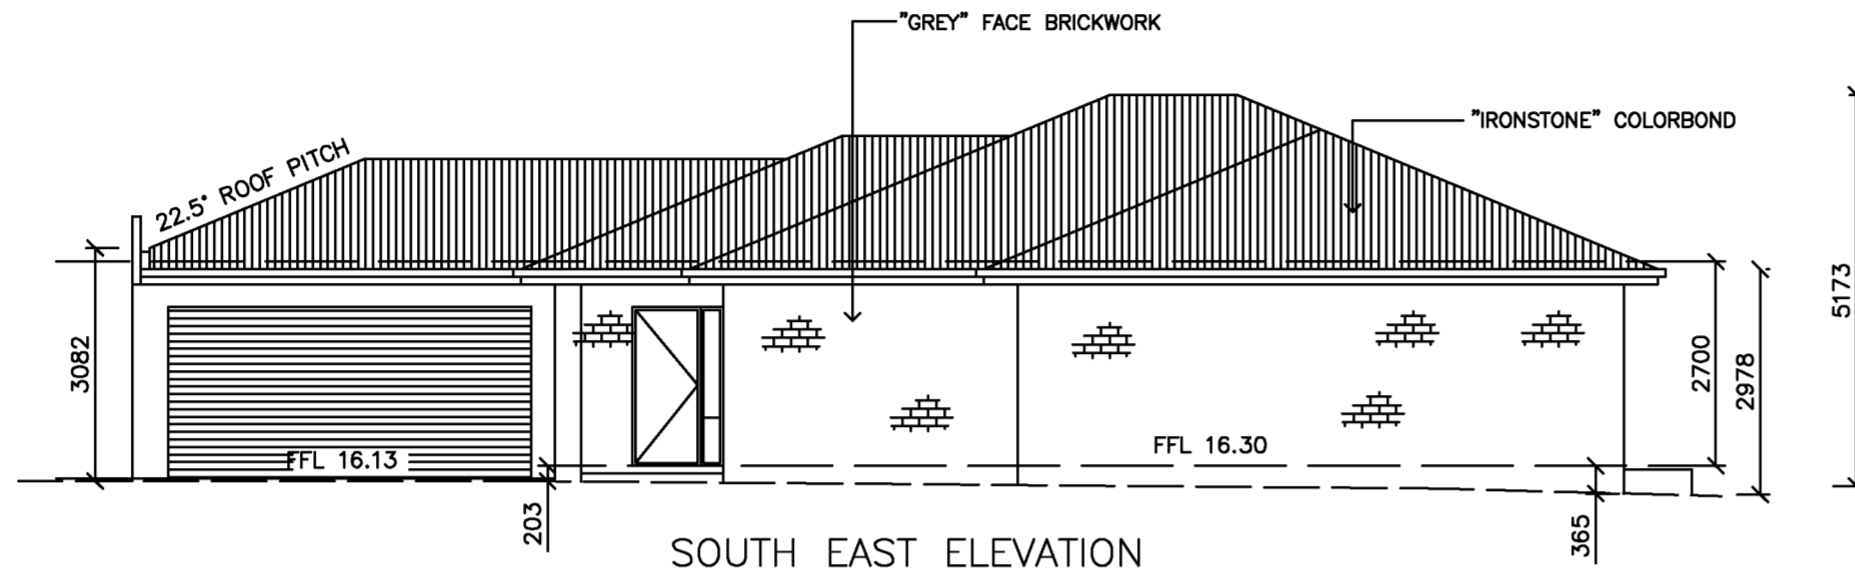 "GREY" FACE BRICKWORK
"IRONSTONE" COLORBOND
22.5° ROOF PITCH
3082
FFL 16.13
203
FFL 16.30
365
2700
2978
5173
SOUTH EAST ELEVATION